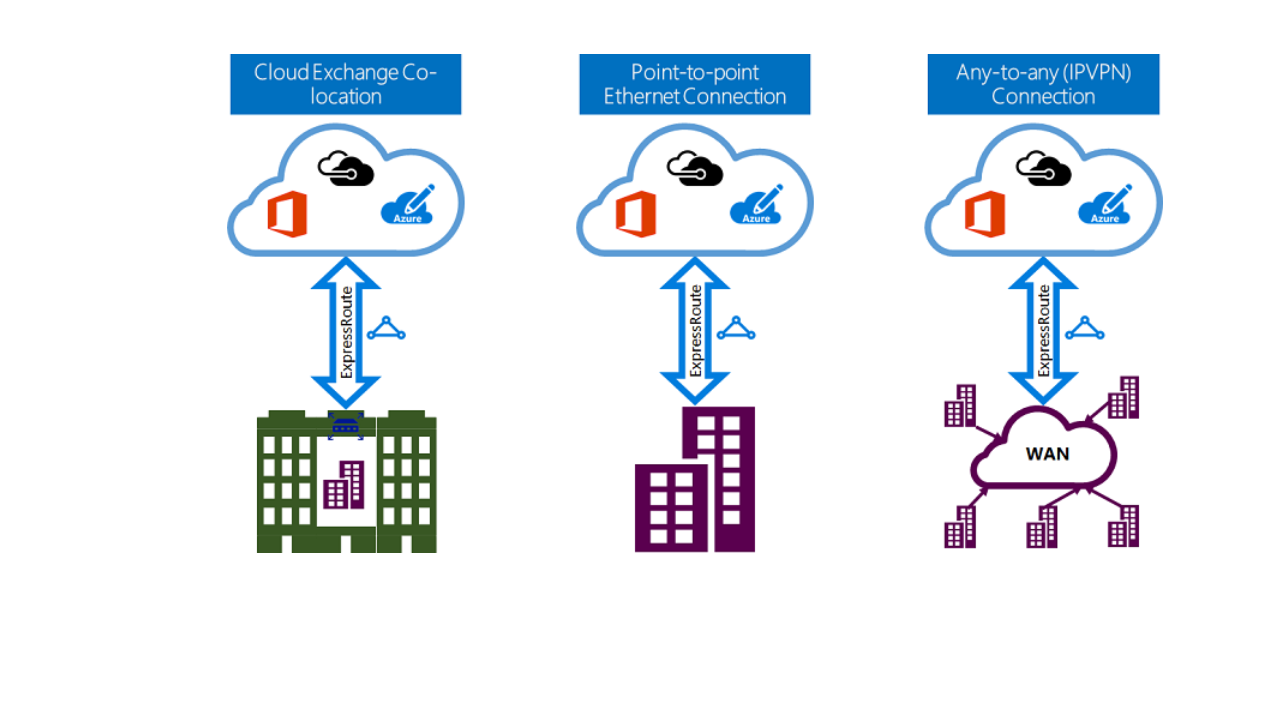 Cloud Exchange Co-
location
Point-to-point
Ethernet Connection
Any-to-any (IPVPN)
Connection
Azure
Azure
Azure
ExpressRoute
ExpressRoute
ExpressRoute
WAN